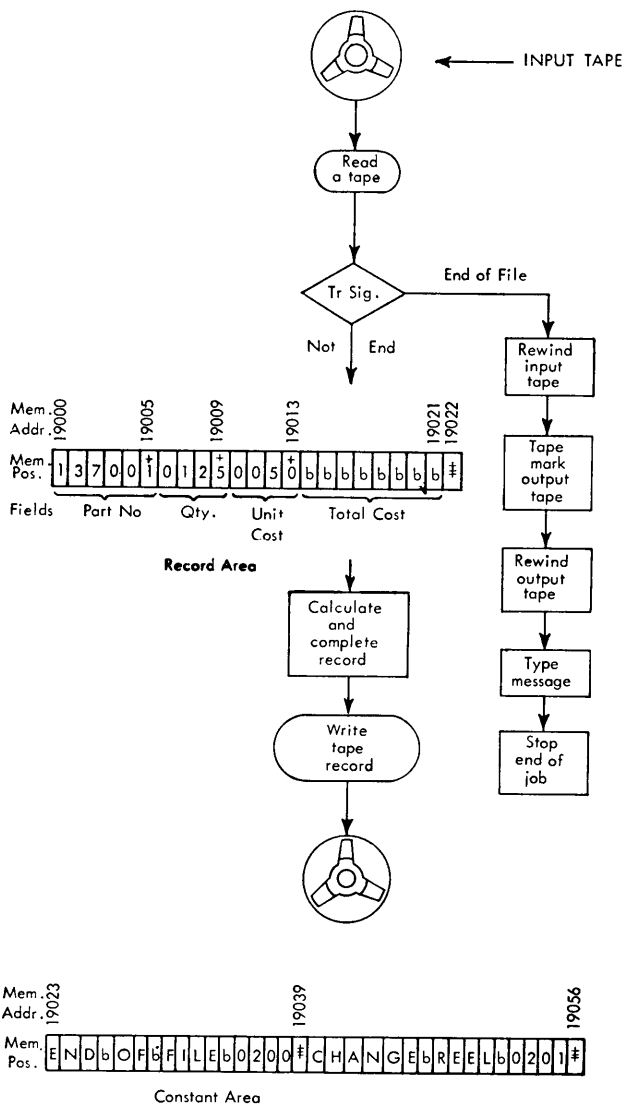 INPUT TAPE
Read
a tape
Tr Sig.
End of File
Not End
Rewind
input
tape
Tape
mark
output
tape
Rewind
output
tape
Type
message
Stop
end of
job
Mem.
Addr.
19000
19005
19009
19013
19021
19022
Mem.
Pos.
1 3 7 0 0 +1 0 1 2 +5 0 0 5 +0 b b b b b b b b ‡
Fields
Part No
Qty.
Unit
Cost
Total Cost
Record Area
Calculate
and
complete
record
Write
tape
record
Mem.
Addr.
19023
19039
19056
Mem.
Pos.
E N D b O F b F I L E b 0 2 0 0 ‡ C H A N G E b R E E L b 0 2 0 1 ‡
Constant Area